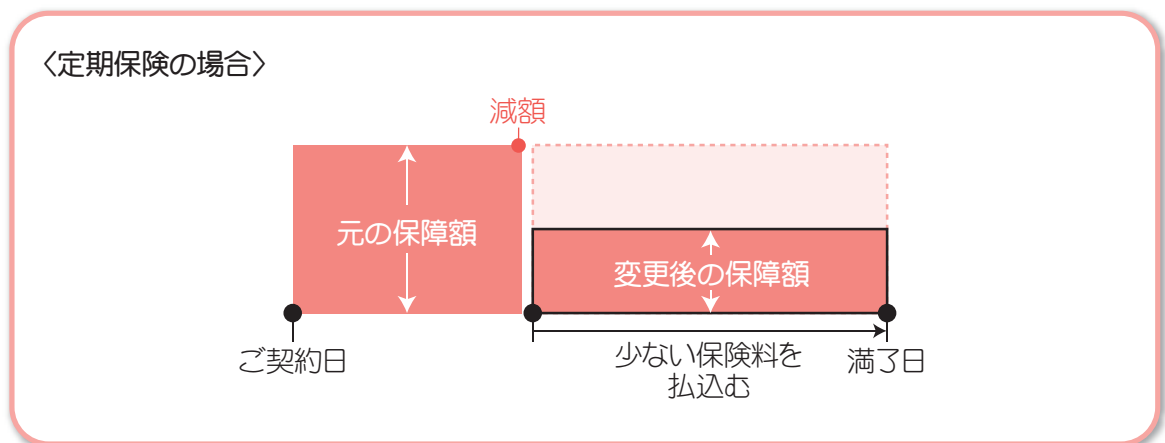 〈定期保険の場合〉
減額
元の保障額
変更後の保障額
ご契約日
少ない保険料を
払込む
満了日